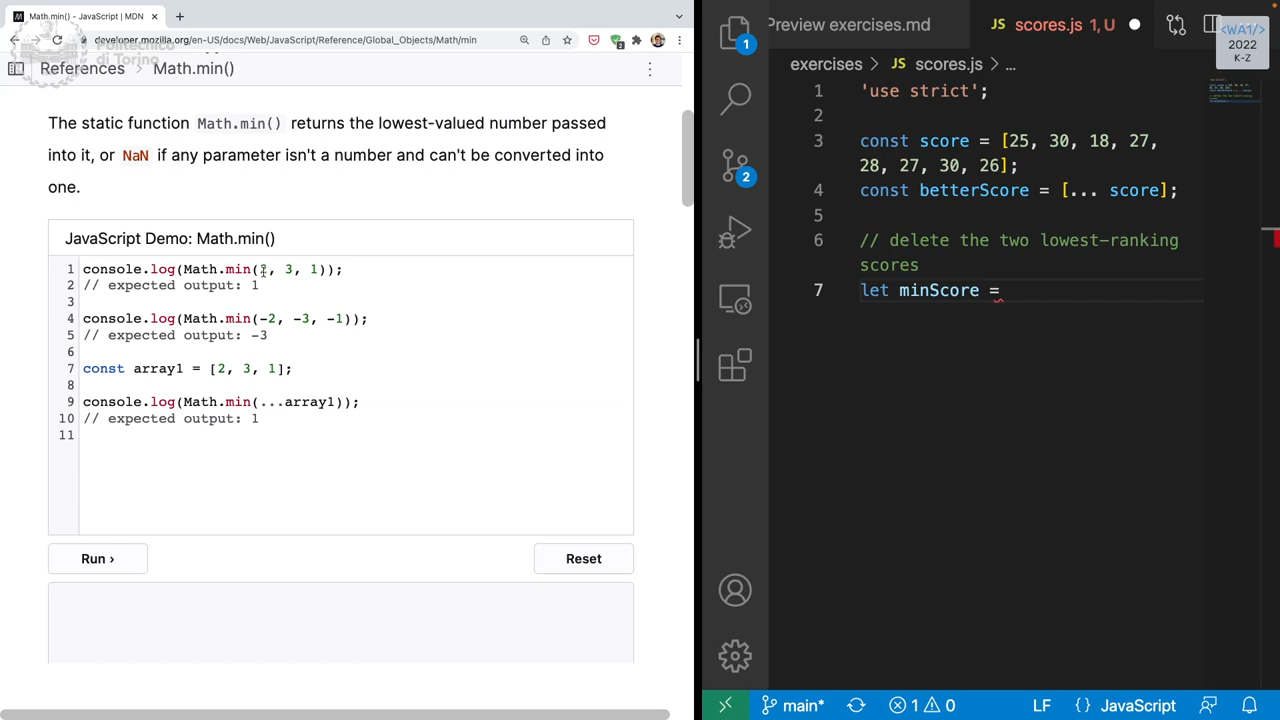 Math.min() - JavaScript | MDN
developer.mozilla.org/en-US/docs/Web/JavaScript/Reference/Global_Objects/Math/min
2
Politecnico
di Torino
References > Math.min()
The static function Math.min() returns the lowest-valued number passed
into it, or NaN if any parameter isn't a number and can't be converted into
one.
JavaScript Demo: Math.min()
1 console.log(Math.min(2, 3, 1));
2 // expected output: 1
3
4 console.log(Math.min(-2, -3, -1));
5 // expected output: -3
6
7 const array1 = [2, 3, 1];
8
9 console.log(Math.min(...array1));
10 // expected output: 1
11
Run ›
Reset
1
2
Preview exercises.md
JS scores.js 1, U
<WA1/>
2022
K-Z
exercises > JS scores.js > ...
1 'use strict';
2
3 const score = [25, 30, 18, 27,
28, 27, 30, 26];
4 const betterScore = [... score];
5
6 // delete the two lowest-ranking
scores
7 let minScore =
main* 1 0 LF {} JavaScript